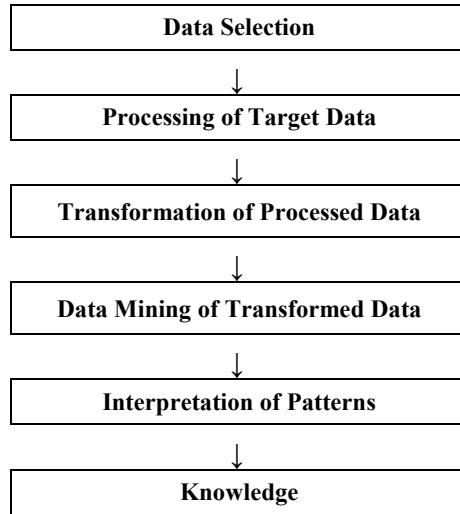 Data Selection
Processing of Target Data
Transformation of Processed Data
Data Mining of Transformed Data
Interpretation of Patterns
Knowledge